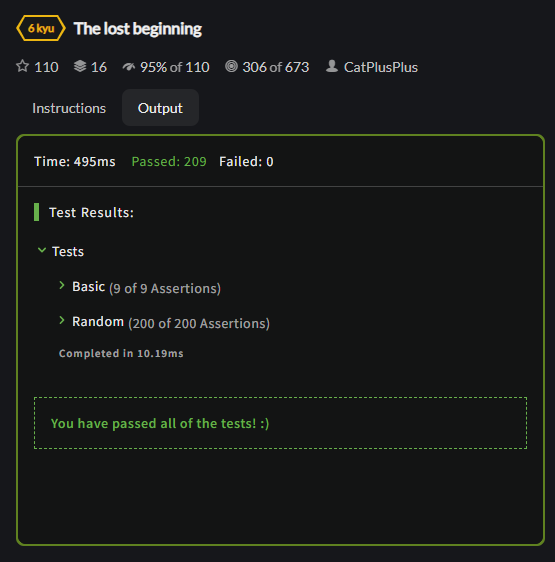 6 kyu The lost beginning
110 16 95% of 110 306 of 673 CatPlusPlus
Instructions Output
Time: 495ms Passed: 209 Failed: 0
Test Results:
Tests
Basic (9 of 9 Assertions)
Random (200 of 200 Assertions)
Completed in 10.19ms
You have passed all of the tests! :)